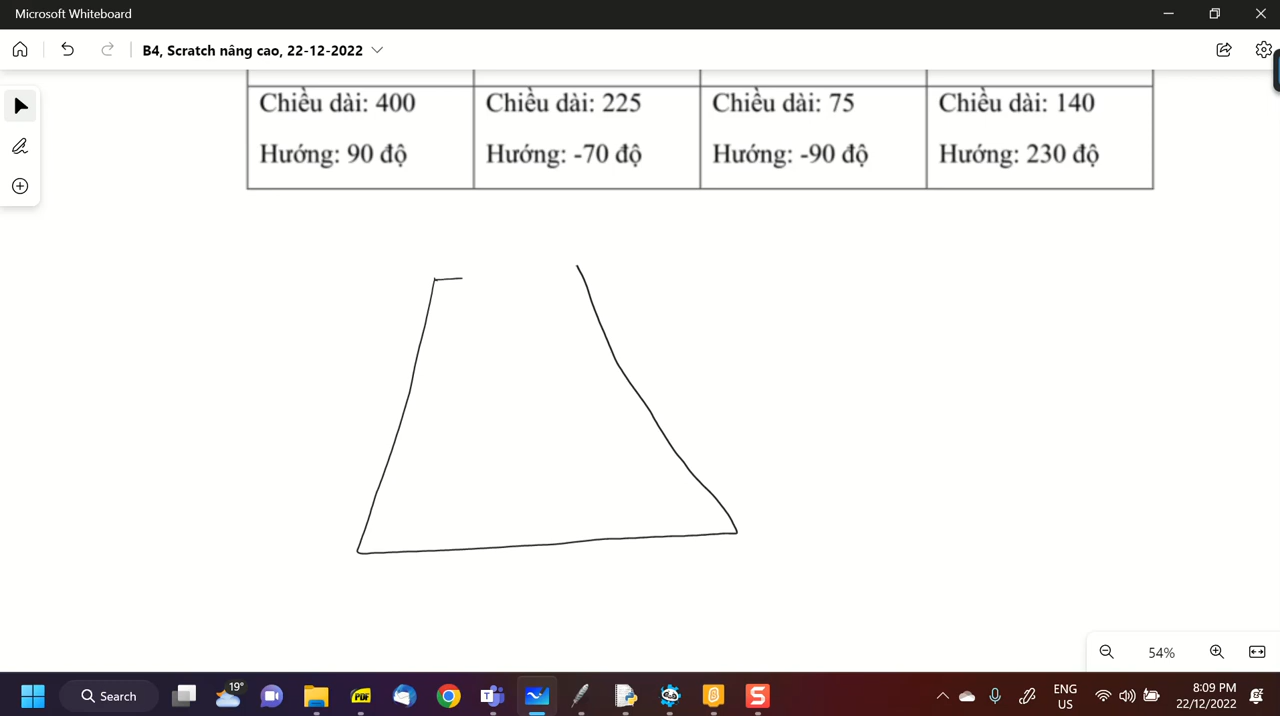 Microsoft Whiteboard
B4, Scratch nâng cao, 22-12-2022
Chiều dài: 400 Chiều dài: 225 Chiều dài: 75 Chiều dài: 140
Hướng: 90 độ Hướng: -70 độ Hướng: -90 độ Hướng: 230 độ
54%
19°
Search
PDF
S
ENG
US
8:09 PM
22/12/2022